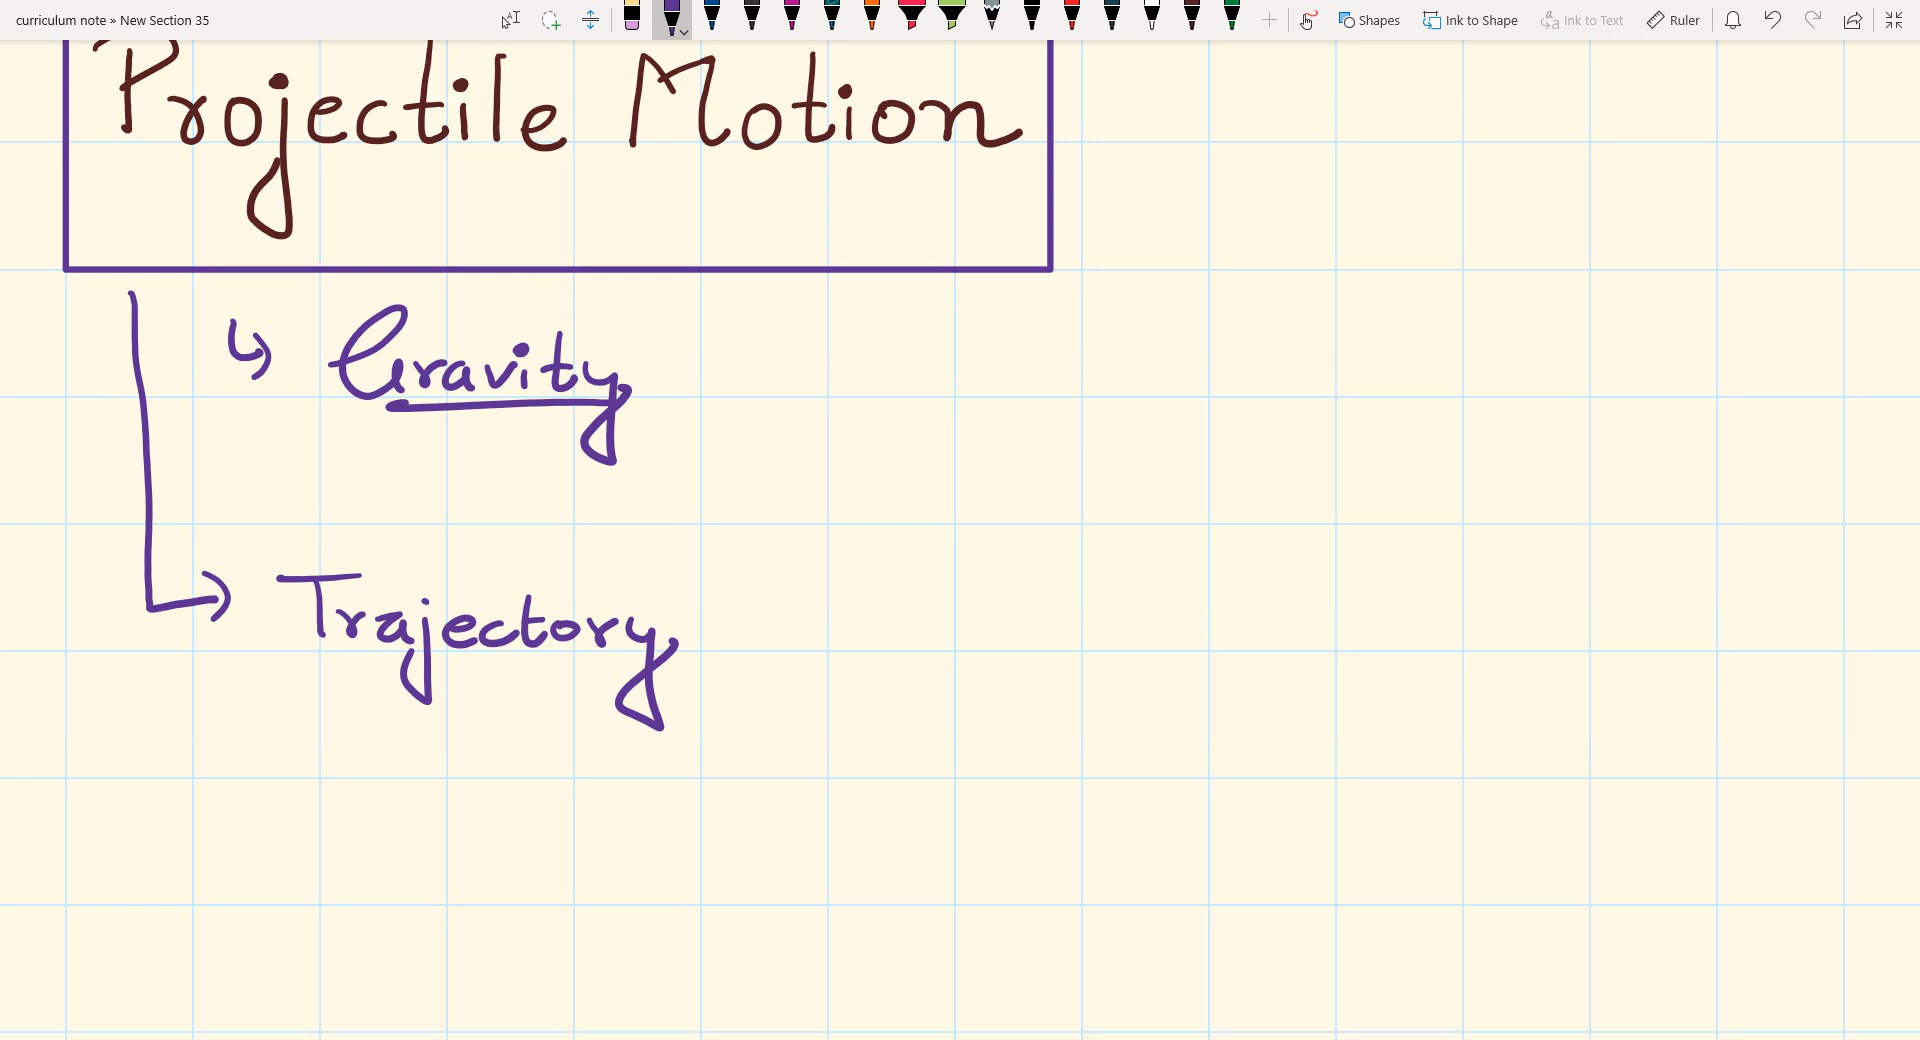 curriculum note » New Section 35
Shapes
Ink to Shape
Ink to Text
Ruler
Projectile Motion
↳ Gravity
→ Trajectory